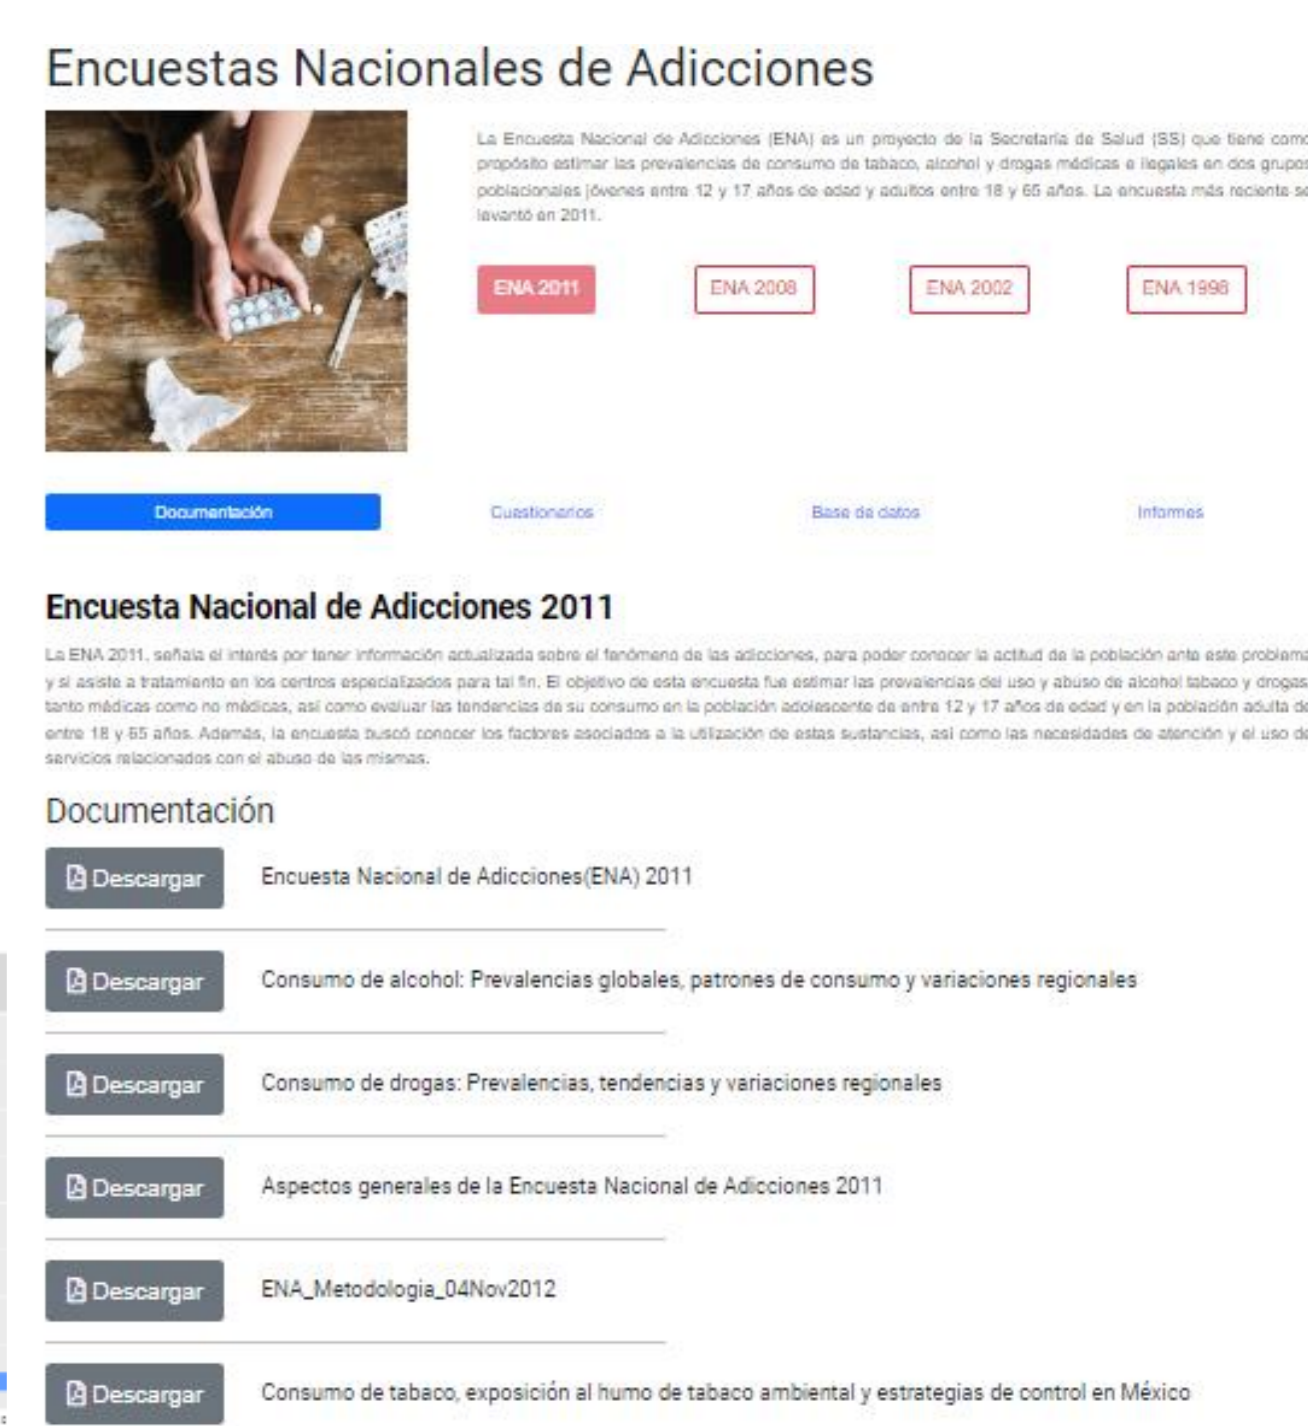 Encuestas Nacionales de Adicciones
La Encuesta Nacional de Adicciones (ENA) es un proyecto de la Secretaría de Salud (SS) que tiene como
propósito estimar las prevalencias de consumo de tabaco, alcohol y drogas médicas e ilegales en dos grupos
poblacionales jóvenes entre 12 y 17 años de edad y adultos entre 18 y 65 años. La encuesta más reciente se
levantó en 2011.
ENA 2011 ENA 2008 ENA 2002 ENA 1998
Documentación Cuestionarios Base de datos Informes
Encuesta Nacional de Adicciones 2011
La ENA 2011, señala el interés por tener información actualizada sobre el fenómeno de las adicciones, para poder conocer la actitud de la población ante este problema
y si asiste a tratamiento en los centros especializados para tal fin. El objetivo de esta encuesta fue estimar las prevalencias del uso y abuso de alcohol tabaco y drogas,
tanto médicas como no médicas, así como evaluar las tendencias de su consumo en la población adolescente de entre 12 y 17 años de edad y en la población adulta de
entre 18 y 65 años. Además, la encuesta buscó conocer los factores asociados a la utilización de estas sustancias, así como las necesidades de atención y el uso de
servicios relacionados con el abuso de las mismas.
Documentación
Descargar Encuesta Nacional de Adicciones(ENA) 2011
Descargar Consumo de alcohol: Prevalencias globales, patrones de consumo y variaciones regionales
Descargar Consumo de drogas: Prevalencias, tendencias y variaciones regionales
Descargar Aspectos generales de la Encuesta Nacional de Adicciones 2011
Descargar ENA_Metodologia_04Nov2012
Descargar Consumo de tabaco, exposición al humo de tabaco ambiental y estrategias de control en México